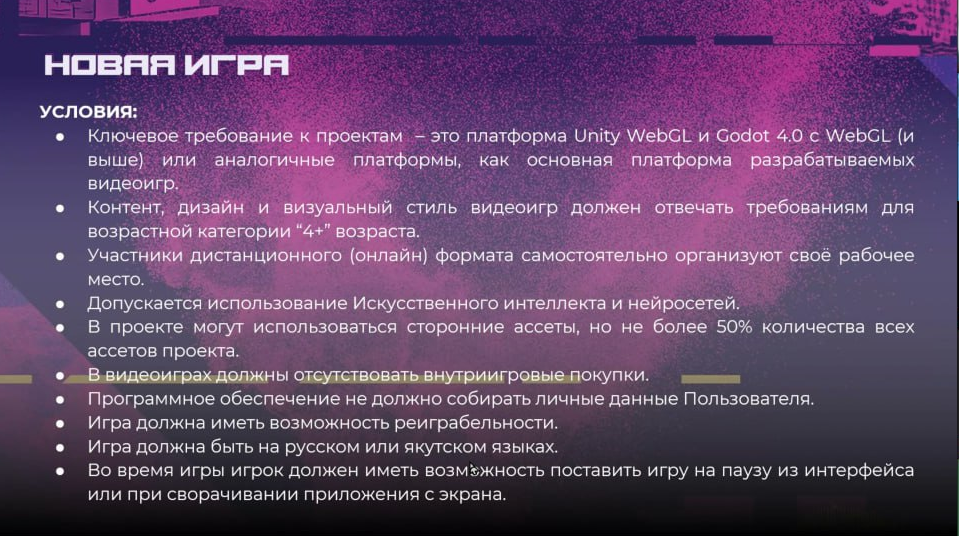 НОВАЯ ИГРА
УСЛОВИЯ:
● Ключевое требование к проектам – это платформа Unity WebGL и Godot 4.0 с WebGL (и
выше) или аналогичные платформы, как основная платформа разрабатываемых
видеоигр.
● Контент, дизайн и визуальный стиль видеоигр должен отвечать требованиям для
возрастной категории “4+” возраста.
● Участники дистанционного (онлайн) формата самостоятельно организуют своё рабочее
место.
● Допускается использование Искусственного интеллекта и нейросетей.
● В проекте могут использоваться сторонние ассеты, но не более 50% количества всех
ассетов проекта.
● В видеоиграх должны отсутствовать внутриигровые покупки.
● Программное обеспечение не должно собирать личные данные Пользователя.
● Игра должна иметь возможность реиграбельности.
● Игра должна быть на русском или якутском языках.
● Во время игры игрок должен иметь возможность поставить игру на паузу из интерфейса
или при сворачивании приложения с экрана.